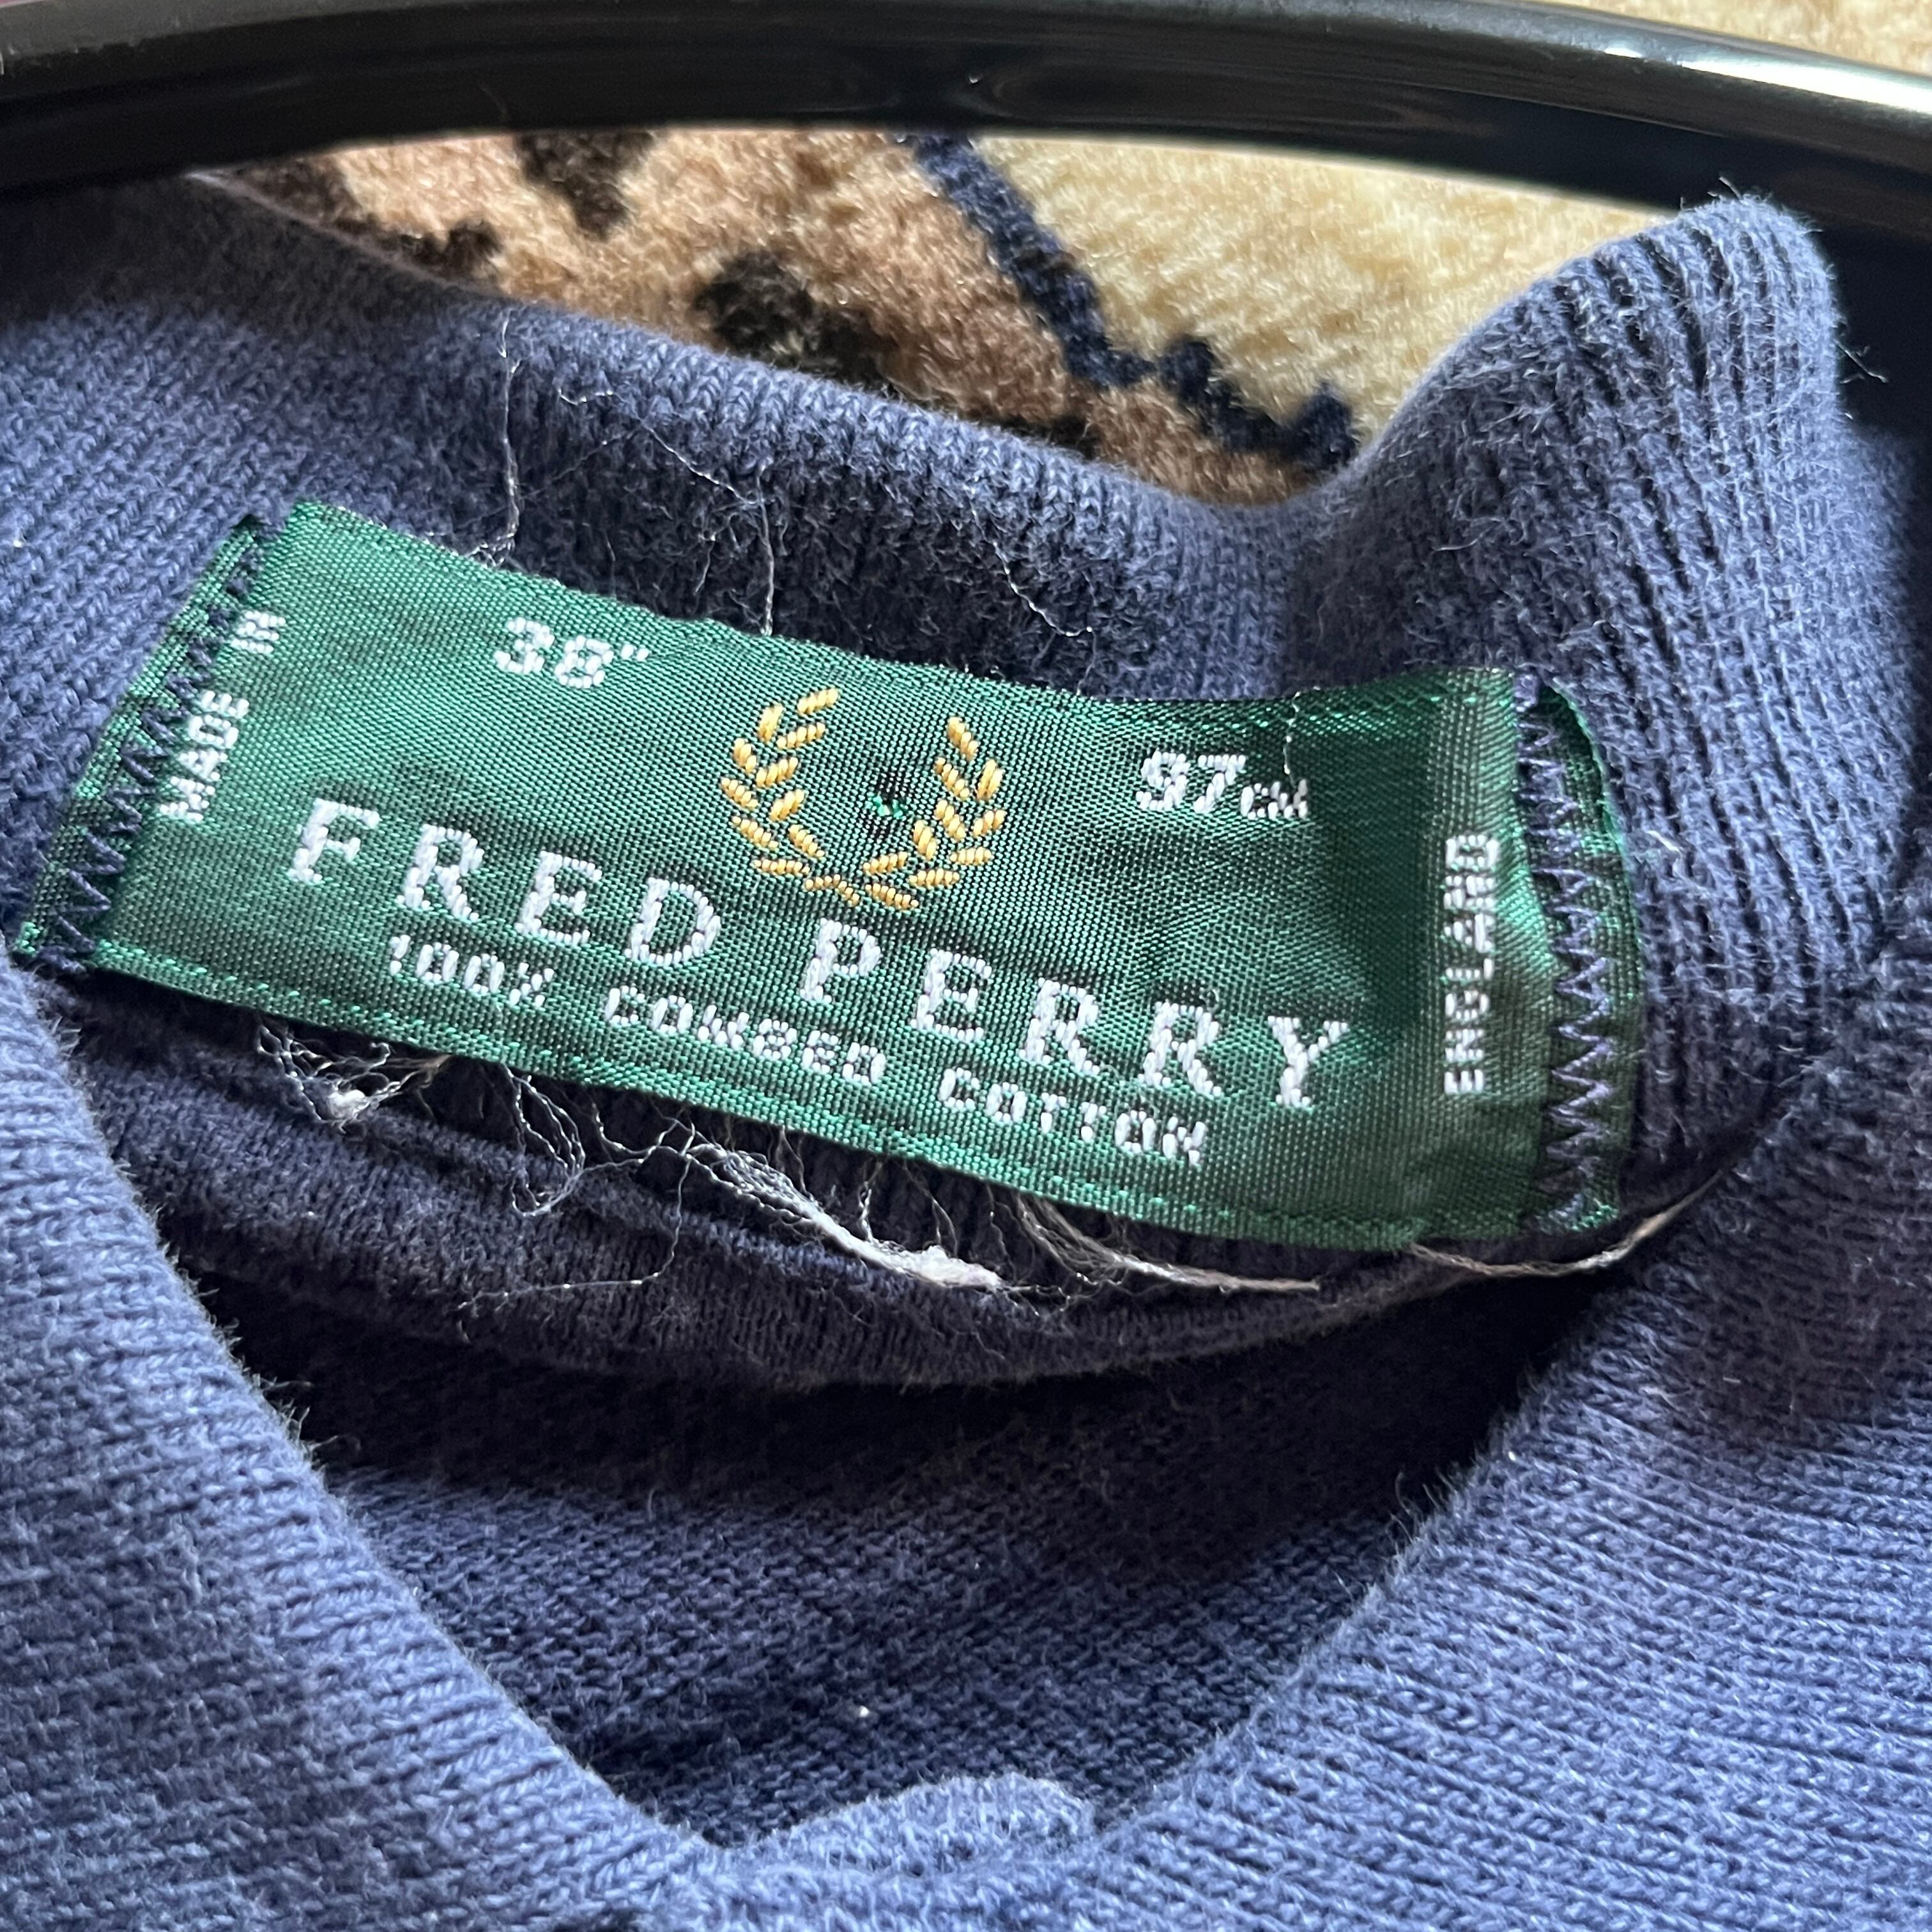 MADE IN
38"
97CM
FRED PERRY
100% COMBED COTTON
ENGLAND